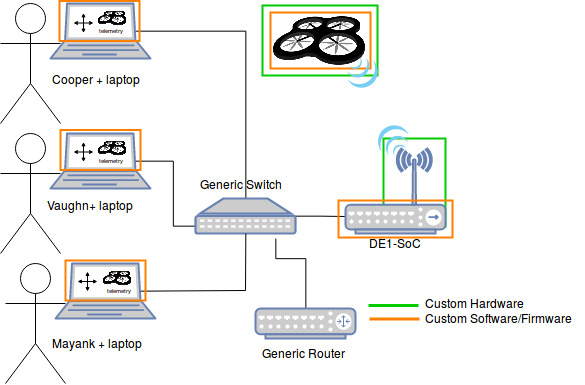 telemetry
Cooper + laptop
telemetry
Vaughn+ laptop
Generic Switch
DE1-SoC
telemetry
Mayank + laptop
Generic Router
Custom Hardware
Custom Software/Firmware